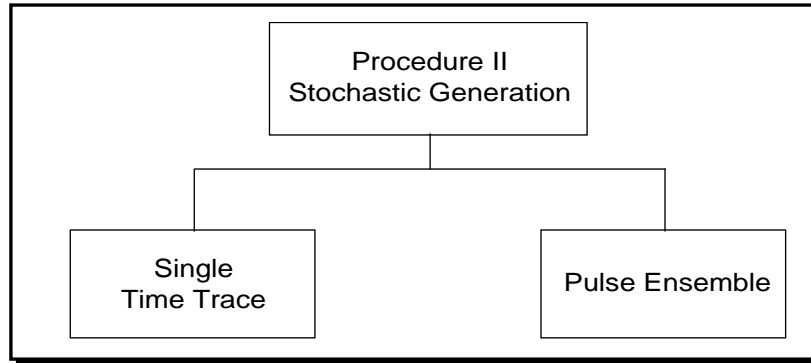 Procedure II
Stochastic Generation
Single
Time Trace
Pulse Ensemble